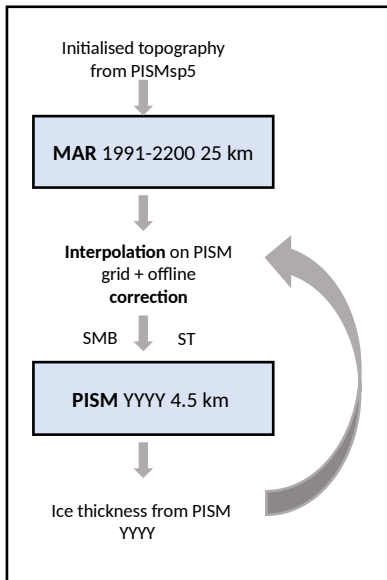 Initialised topography
from PISMsp5
MAR 1991-2200 25 km
Interpolation on PISM
grid + offline
correction
SMB ST
PISM YYYY 4.5 km
Ice thickness from PISM
YYYY